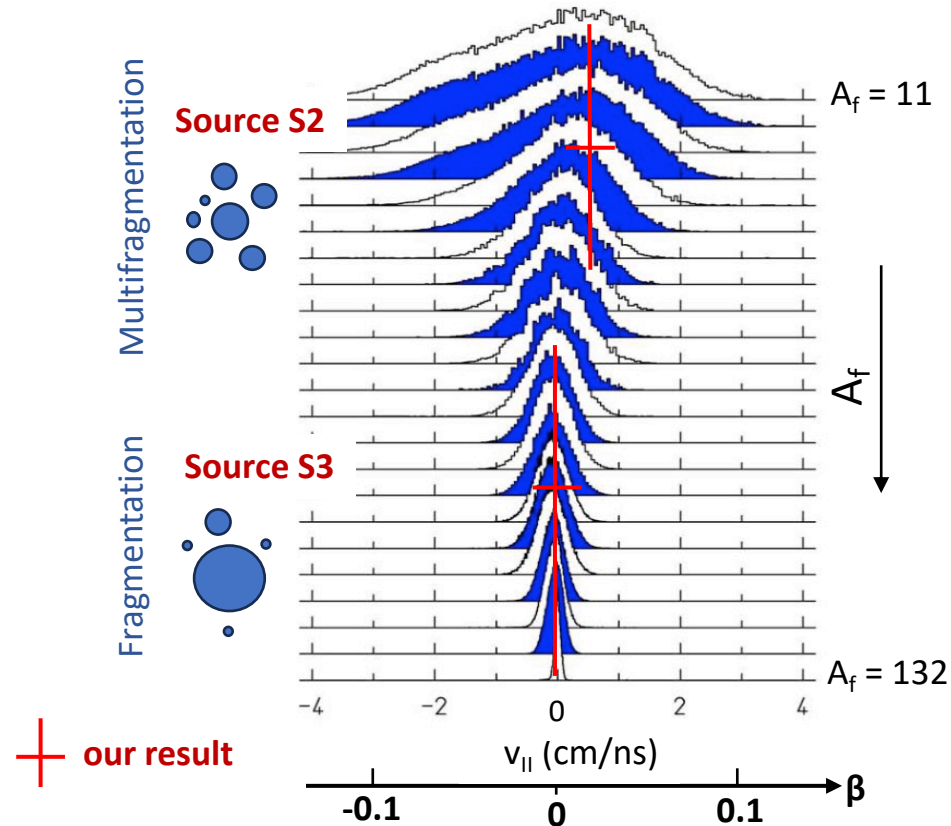 Multifragmentation
Source S2
A_f = 11
A_f
Fragmentation
Source S3
A_f = 132
−4
−2
0
2
4
our result
v_II (cm/ns)
β
-0.1
0
0.1